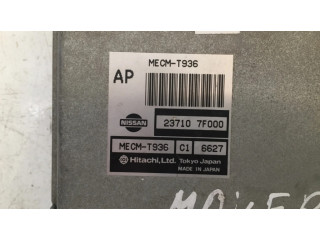 MECM-T936
AP
NISSAN
23710 7F000
MECM-T936 C1 6627
Hitachi, Ltd. Tokyo Japan
MADE IN JAPAN